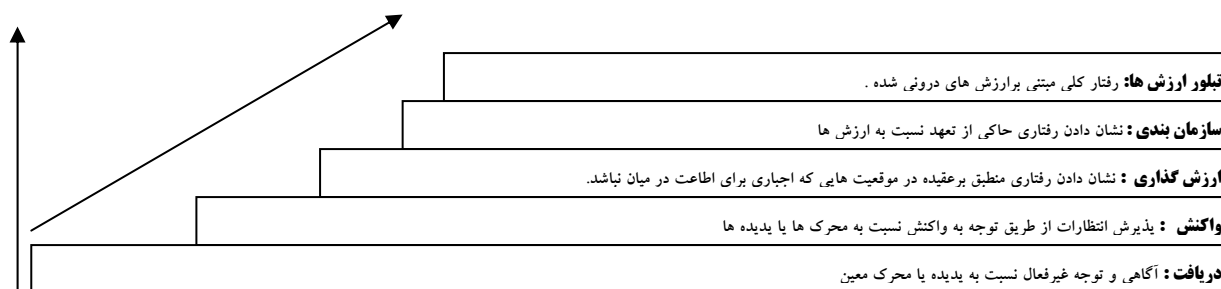 تبلور ارزش ها: رفتار کلی مبتنی برارزش های درونی شده .
سازمان بندی : نشان دادن رفتاری حاکی از تعهد نسبت به ارزش ها
ارزش گذاری : نشان دادن رفتاری منطبق برعقیده در موقعیت هایی که اجباری برای اطاعت در میان نباشد.
واکنش : پذیرش انتظارات از طریق توجه به واکنش نسبت به محرک ها یا پدیده ها
دریافت : آگاهی و توجه غیرفعال نسبت به پدیده یا محرک معین